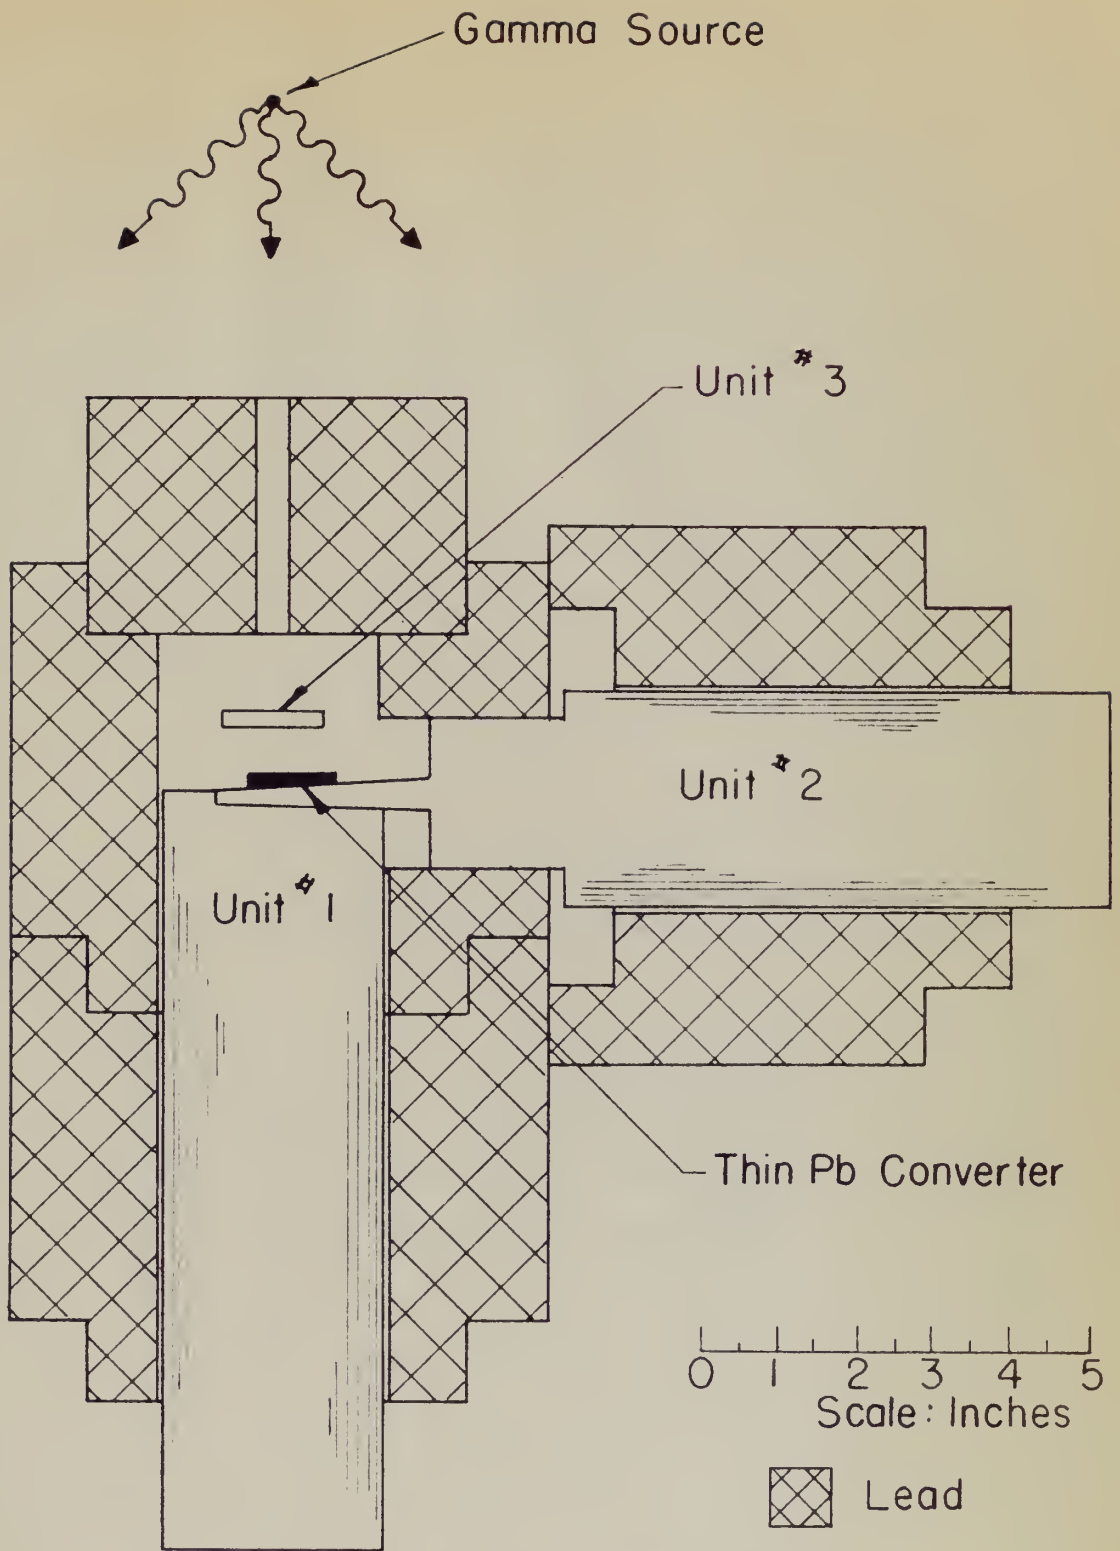 Gamma Source
Unit #3
Unit #2
Unit #1
Thin Pb Converter
0 1 2 3 4 5
Scale: Inches
Lead